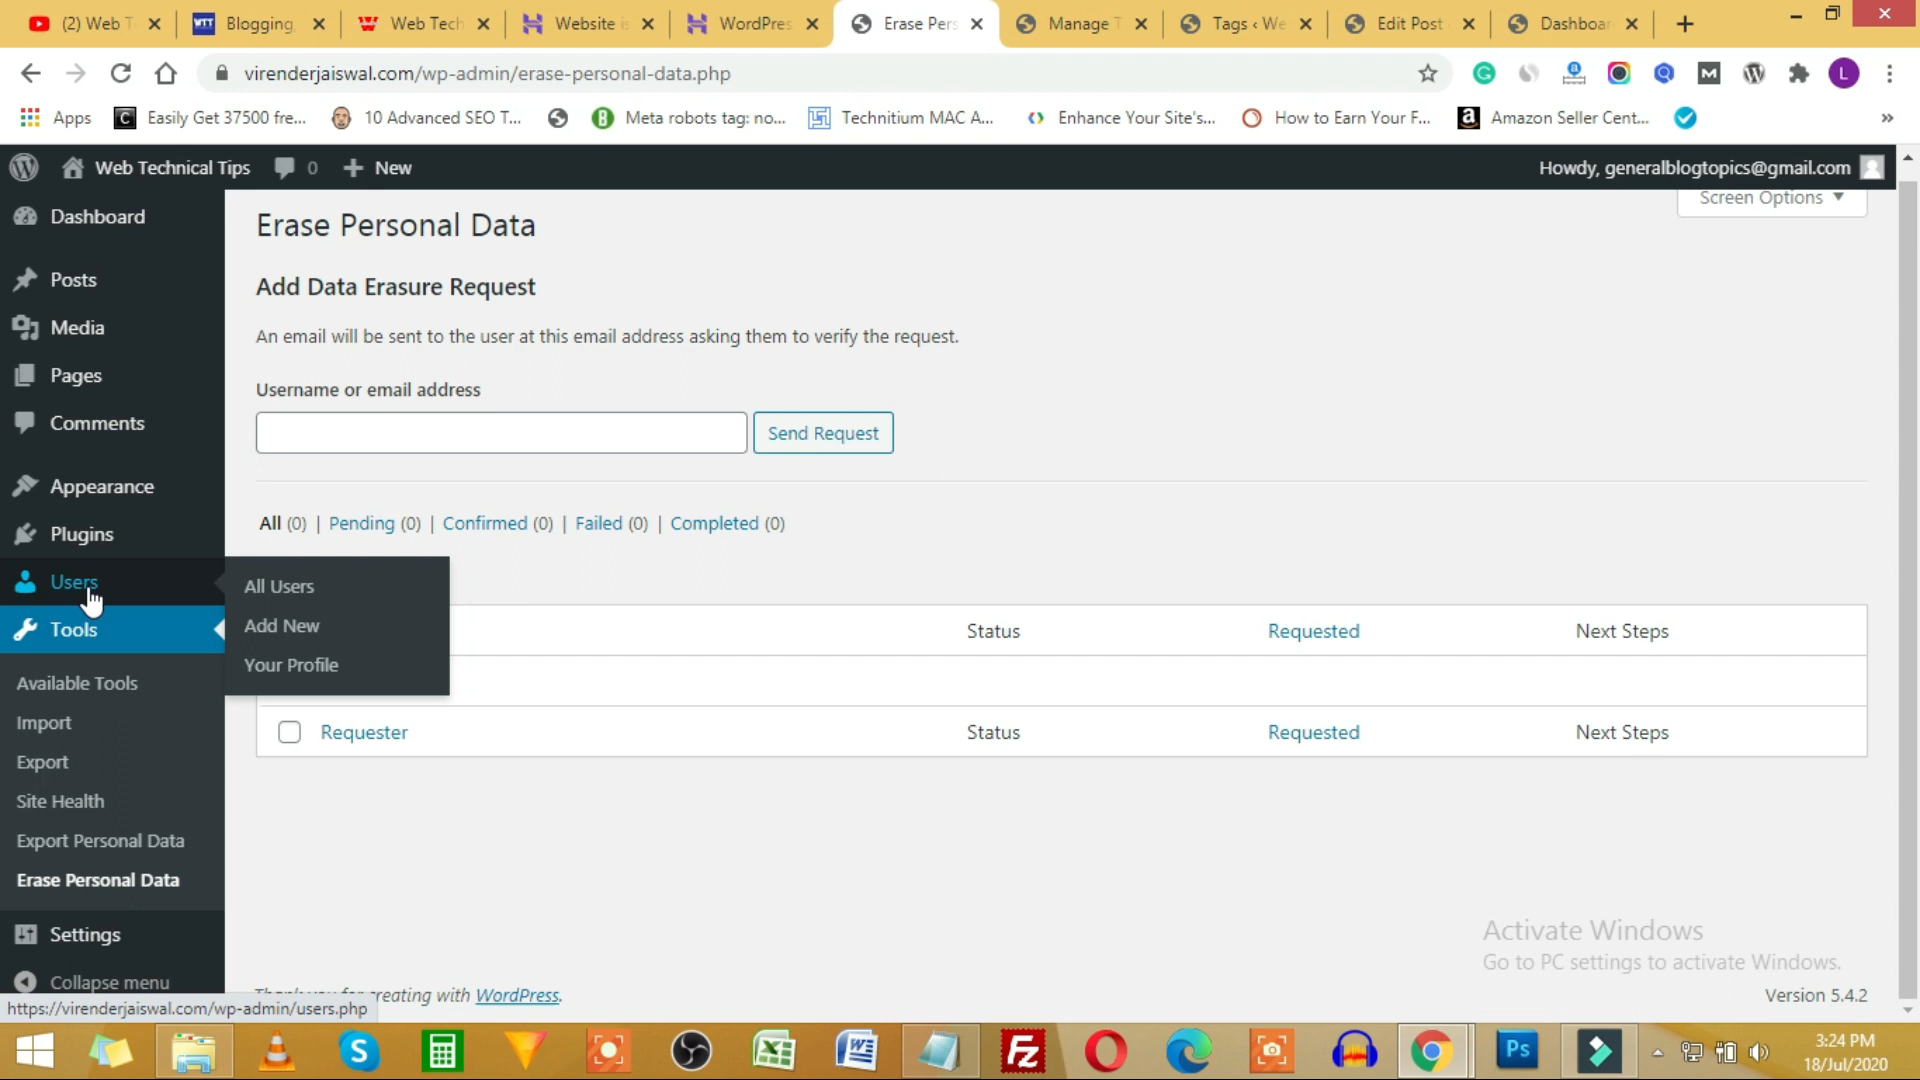 (2) Web T
Blogging,
Web Tech
Website is
WordPres
Erase Pers
Manage T
Tags ‹ We
Edit Post
Dashboar
virenderjaiswal.com/wp-admin/erase-personal-data.php
Apps
Easily Get 37500 fre...
10 Advanced SEO T...
Meta robots tag: no...
Technitium MAC A...
Enhance Your Site's...
How to Earn Your F...
Amazon Seller Cent...
»
Web Technical Tips
0
New
Howdy, generalblogtopics@gmail.com
Screen Options
Dashboard
Posts
Media
Pages
Comments
Appearance
Plugins
Users
Tools
Available Tools
Import
Export
Site Health
Export Personal Data
Erase Personal Data
Settings
Collapse menu
All Users
Add New
Your Profile
Erase Personal Data
Add Data Erasure Request
An email will be sent to the user at this email address asking them to verify the request.
Username or email address
Send Request
All (0) | Pending (0) | Confirmed (0) | Failed (0) | Completed (0)
Status Requested Next Steps
Requester Status Requested Next Steps
Activate Windows
Go to PC settings to activate Windows.
creating with WordPress.
Version 5.4.2
https://virenderjaiswal.com/wp-admin/users.php
3:24 PM
18/Jul/2020